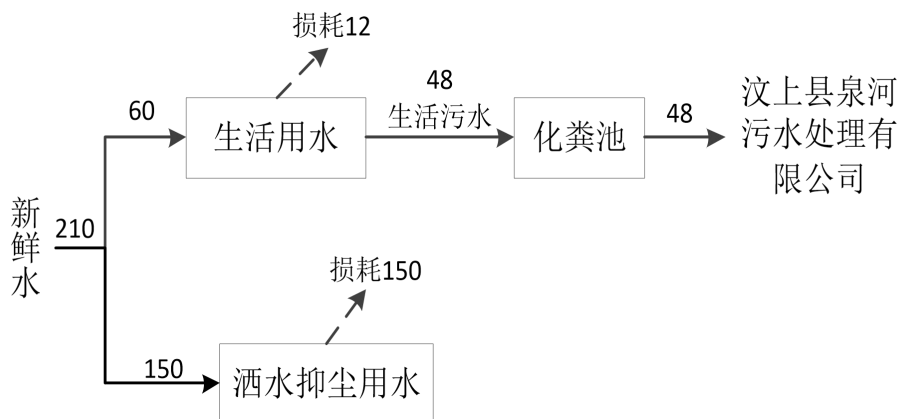 损耗12
60
生活用水
48
生活污水
化粪池
48
汶上县泉河
污水处理有
限公司
新鲜水
210
损耗150
150
洒水抑尘用水